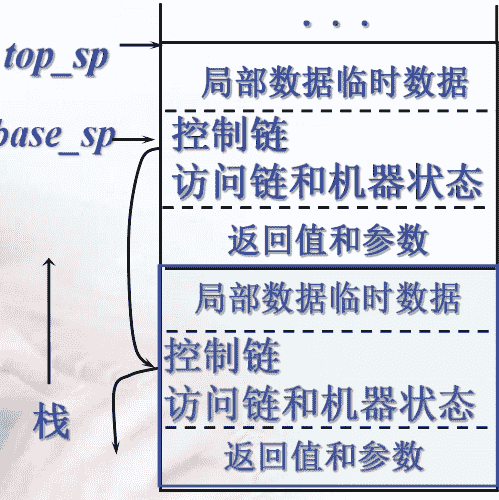 . . .
top_sp
局部数据临时数据
base_sp
控制链
访问链和机器状态
返回值和参数
局部数据临时数据
控制链
访问链和机器状态
栈
返回值和参数